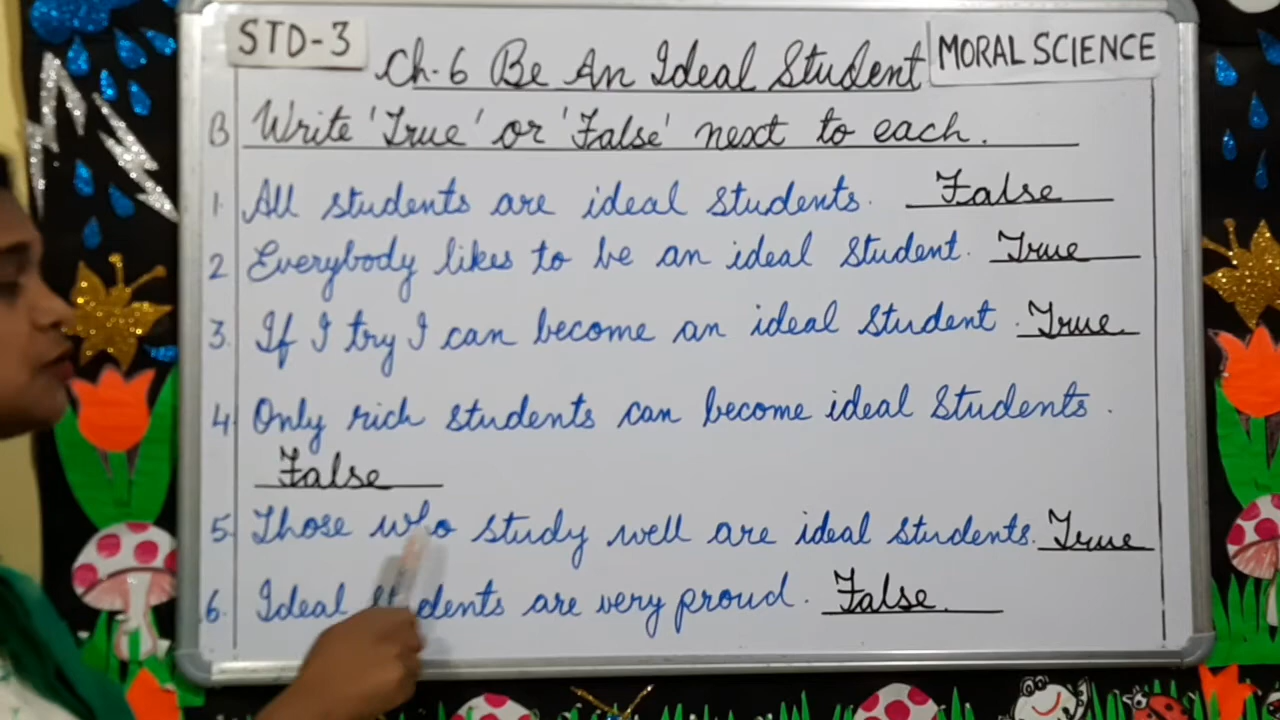 STD-3
Ch. 6 Be An Ideal Student
MORAL SCIENCE
B Write 'True' or 'False' next to each.
1. All students are ideal students. False
2 Everybody likes to be an ideal student. True
3. If I try I can become an ideal student. True.
4. Only rich students can become ideal students.
False
5. Those who study well are ideal students. True
6. Ideal students are very proud. False.